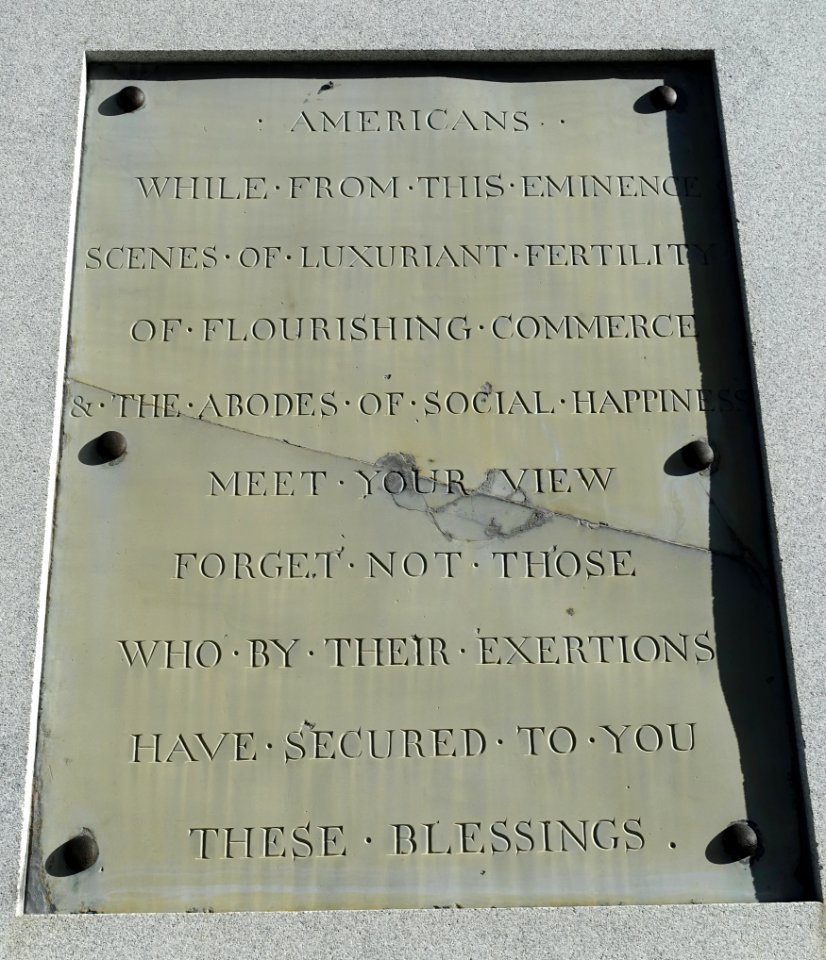 · AMERICANS ·
WHILE·FROM·THIS·EMINENCE
SCENES·OF·LUXURIANT·FERTILITY
OF·FLOURISHING·COMMERCE
&·THE·ABODES·OF·SOCIAL·HAPPINESS
MEET·YOUR VIEW
FORGET·NOT·THOSE
WHO·BY·THEIR·EXERTIONS
HAVE·SECURED·TO·YOU
THESE·BLESSINGS.